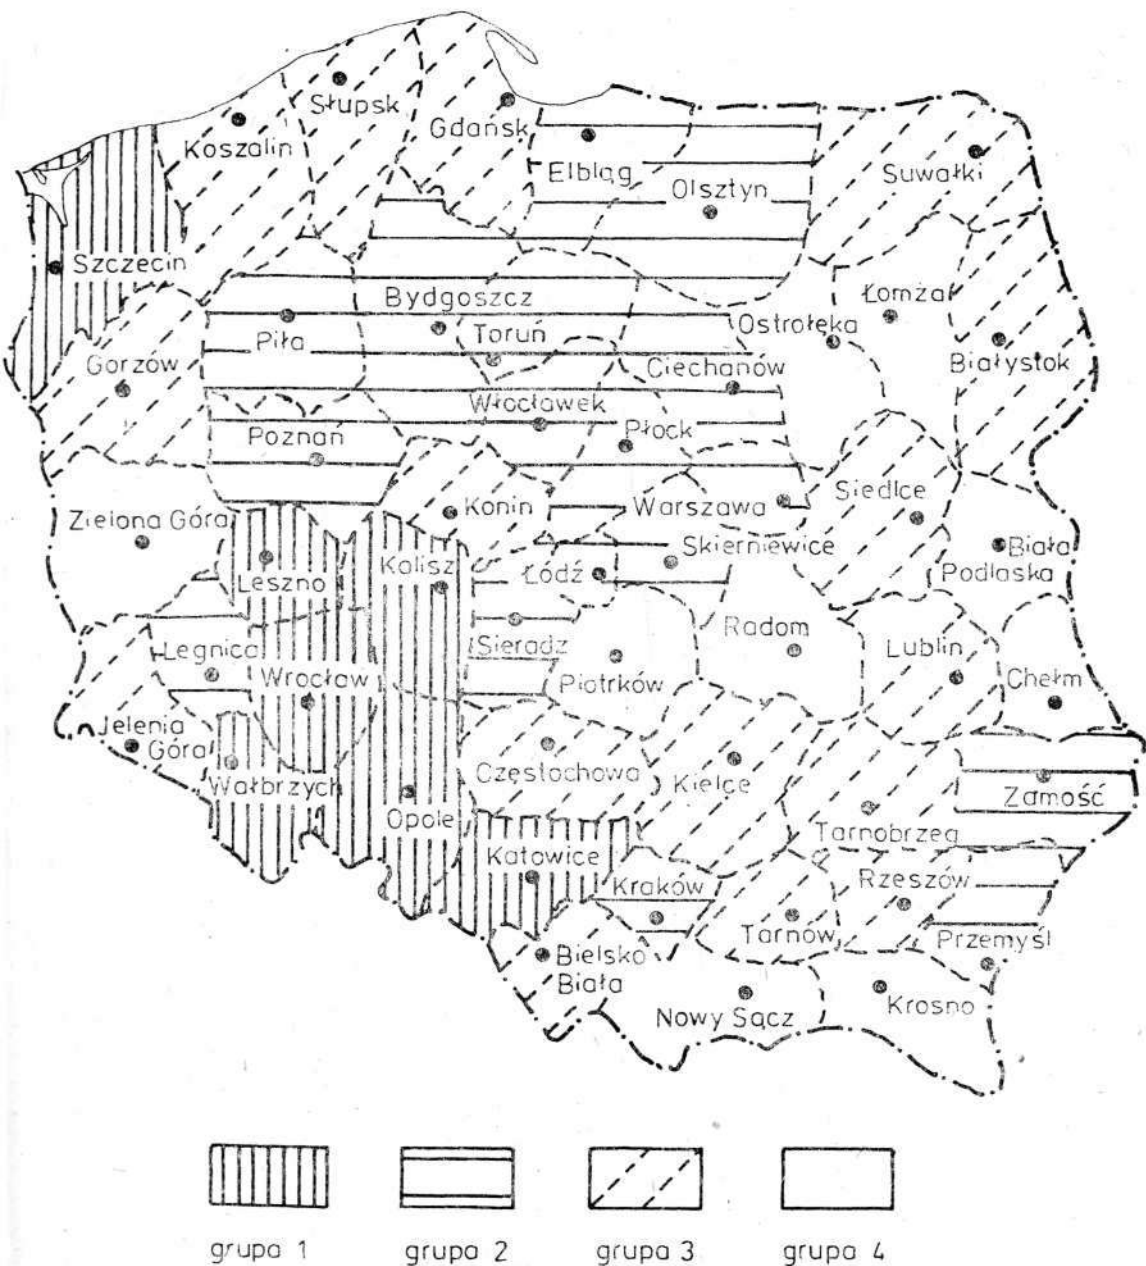 Słupsk
Gdańsk
Koszalin
Elbląg
Suwałki
Olsztyn
Szczecin
Bydgoszcz
Łomża
Piła
Toruń
Ostrołęka
Gorzów
Ciechanów
Białystok
Włocławek
Poznań
Płock
Konin
Warszawa
Siedlce
Zielona Góra
Leszno
Kalisz
Łódź
Skierniewice
Biała
Podlaska
Legnica
Wrocław
Sieradz
Piotrków
Radom
Lublin
Chełm
Jelenia
Góra
Wałbrzych
Częstochowa
Kielce
Zamość
Opole
Tarnobrzeg
Katowice
Kraków
Rzeszów
Tarnów
Przemyśl
Bielsko
Biała
Nowy Sącz
Krosno
grupa 1
grupa 2
grupa 3
grupa 4